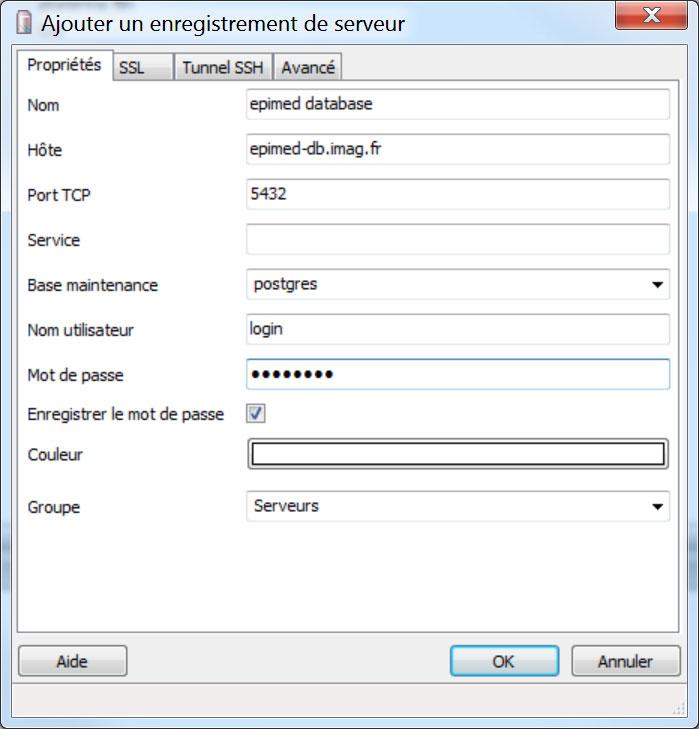 Ajouter un enregistrement de serveur
Propriétés SSL Tunnel SSH Avancé
Nom epimed database
Hôte epimed-db.imag.fr
Port TCP 5432
Service
Base maintenance postgres
Nom utilisateur login
Mot de passe ••••••••
Enregistrer le mot de passe
Couleur
Groupe Serveurs
Aide OK Annuler